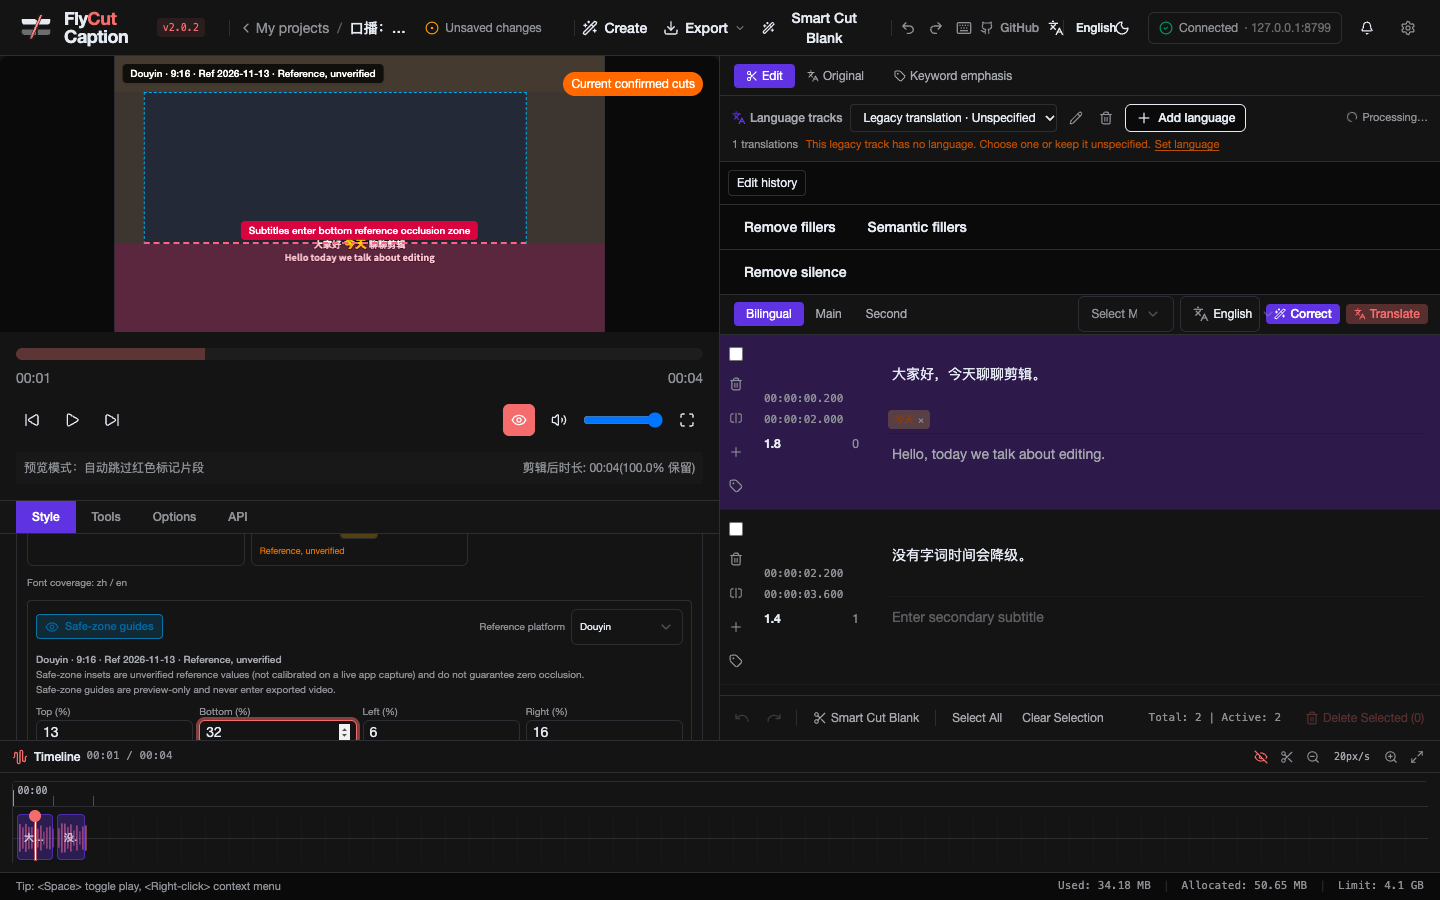 FlyCut
Caption
v2.0.2
My projects / 口播: ...
Unsaved changes
Create
Export
Smart Cut
Blank
GitHub
English
Connected · 127.0.0.1:8799
Douyin · 9:16 · Ref 2026-11-13 · Reference, unverified
Current confirmed cuts
Subtitles enter bottom reference occlusion zone
大家好 今天 聊聊剪辑
Hello today we talk about editing
00:01
00:04
预览模式：自动跳过红色标记片段
剪辑后时长: 00:04(100.0% 保留)
Style
Tools
Options
API
Reference, unverified
Font coverage: zh / en
Safe-zone guides
Reference platform
Douyin
Douyin · 9:16 · Ref 2026-11-13 · Reference, unverified
Safe-zone insets are unverified reference values (not calibrated on a live app capture) and do not guarantee zero occlusion.
Safe-zone guides are preview-only and never enter exported video.
Top (%)
Bottom (%)
Left (%)
Right (%)
13
32
6
16
Edit
Original
Keyword emphasis
Language tracks
Legacy translation · Unspecified
Add language
Processing...
1 translations
This legacy track has no language. Choose one or keep it unspecified. Set language
Edit history
Remove fillers
Semantic fillers
Remove silence
Bilingual
Main
Second
Select M
English
Correct
Translate
00:00:00.200
00:00:02.000
1.8
0
大家好，今天聊聊剪辑。
×
Hello, today we talk about editing.
00:00:02.200
00:00:03.600
1.4
1
没有字词时间会降级。
Enter secondary subtitle
Smart Cut Blank
Select All
Clear Selection
Total: 2 | Active: 2
Delete Selected (0)
Timeline
00:01 / 00:04
20px/s
00:00
大...
没.
Tip: <Space> toggle play, <Right-click> context menu
Used: 34.18 MB | Allocated: 50.65 MB | Limit: 4.1 GB